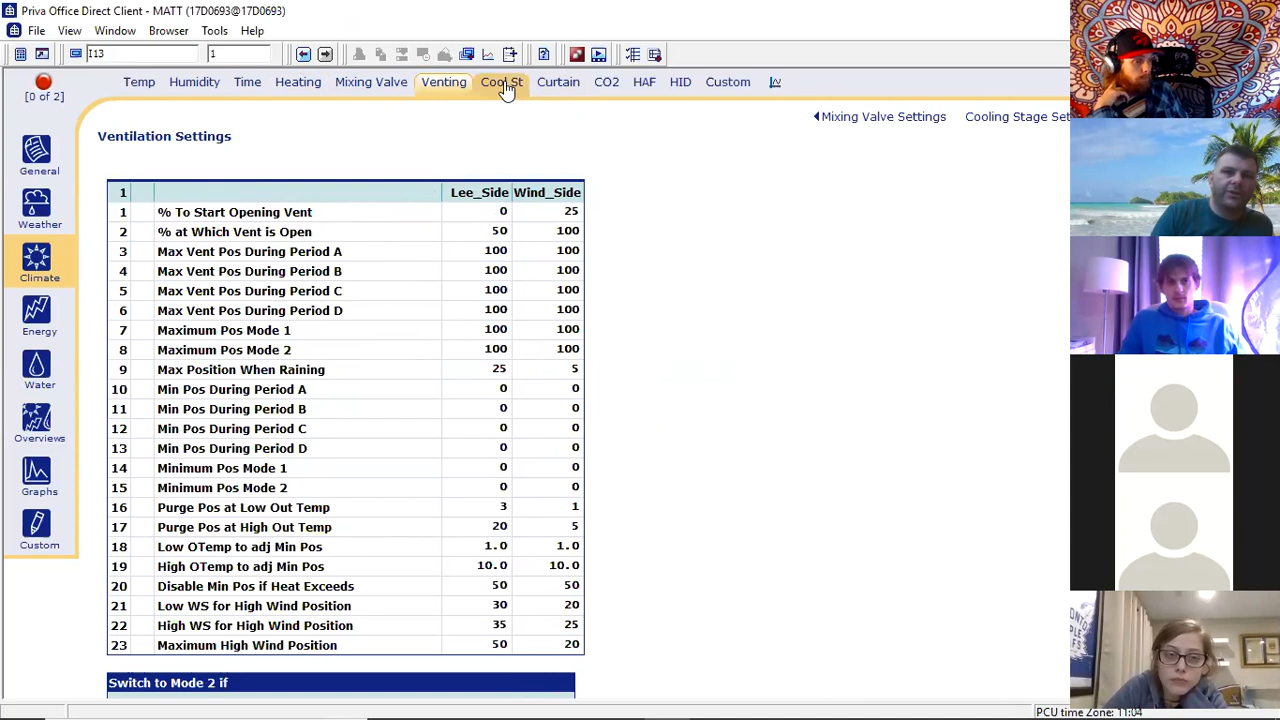 Priva Office Direct Client - MATT (17D0693@17D0693)
File View Volumes Browser Tools Help
I13 1
[0 of 2]
Temp Humidity Time Heating Mixing Valve Venting Cool St Curtain CO2 HAF HID Custom
Mixing Valve Settings Cooling Stage Set
General
Weather
Climate
Energy
Water
Overviews
Graphs
Custom
Ventilation Settings
1 Lee_Side Wind_Side
1 % To Start Opening Vent 0 25
2 % at Which Vent is Open 50 100
3 Max Vent Pos During Period A 100 100
4 Max Vent Pos During Period B 100 100
5 Max Vent Pos During Period C 100 100
6 Max Vent Pos During Period D 100 100
7 Maximum Pos Mode 1 100 100
8 Maximum Pos Mode 2 100 100
9 Max Position When Raining 25 5
10 Min Pos During Period A 0 0
11 Min Pos During Period B 0 0
12 Min Pos During Period C 0 0
13 Min Pos During Period D 0 0
14 Minimum Pos Mode 1 0 0
15 Minimum Pos Mode 2 0 0
16 Purge Pos at Low Out Temp 3 1
17 Purge Pos at High Out Temp 20 5
18 Low OTemp to adj Min Pos 1.0 1.0
19 High OTemp to adj Min Pos 10.0 10.0
20 Disable Min Pos if Heat Exceeds 50 50
21 Low WS for High Wind Position 30 20
22 High WS for High Wind Position 35 25
23 Maximum High Wind Position 50 20
Switch to Mode 2 if
PCU time Zone: 11:04